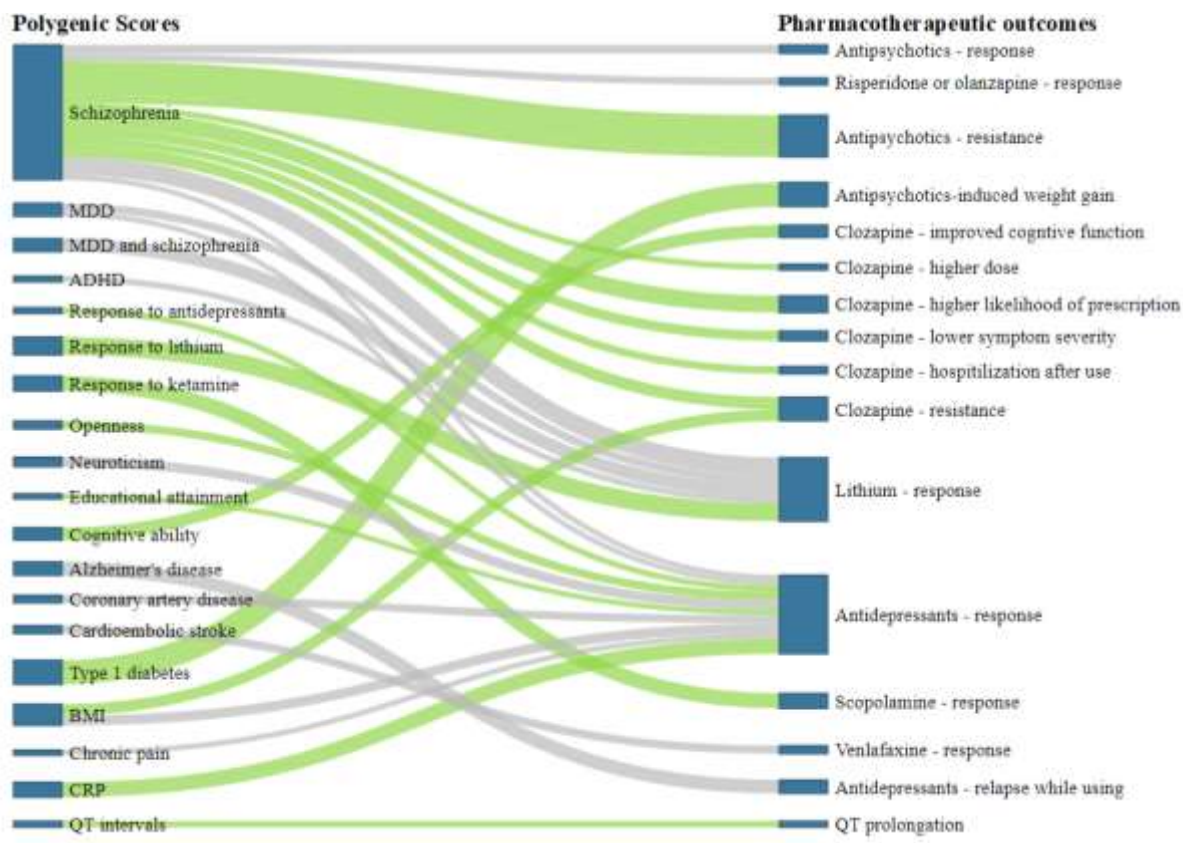 Polygenic Scores
Schizophrenia
MDD
MDD and schizophrenia
ADHD
Response to antidepressants
Response to lithium
Response to ketamine
Openness
Neuroticism
Educational attainment
Cognitive ability
Alzheimer's disease
Coronary artery disease
Cardioembolic stroke
Type 1 diabetes
BMI
Chronic pain
CRP
QT intervals
Pharmacotherapeutic outcomes
Antipsychotics - response
Risperidone or olanzapine - response
Antipsychotics - resistance
Antipsychotics-induced weight gain
Clozapine - improved cogntive function
Clozapine - higher dose
Clozapine - higher likelihood of prescription
Clozapine - lower symptom severity
Clozapine - hospitilization after use
Clozapine - resistance
Lithium - response
Antidepressants - response
Scopolamine - response
Venlafaxine - response
Antidepressants - relapse while using
QT prolongation